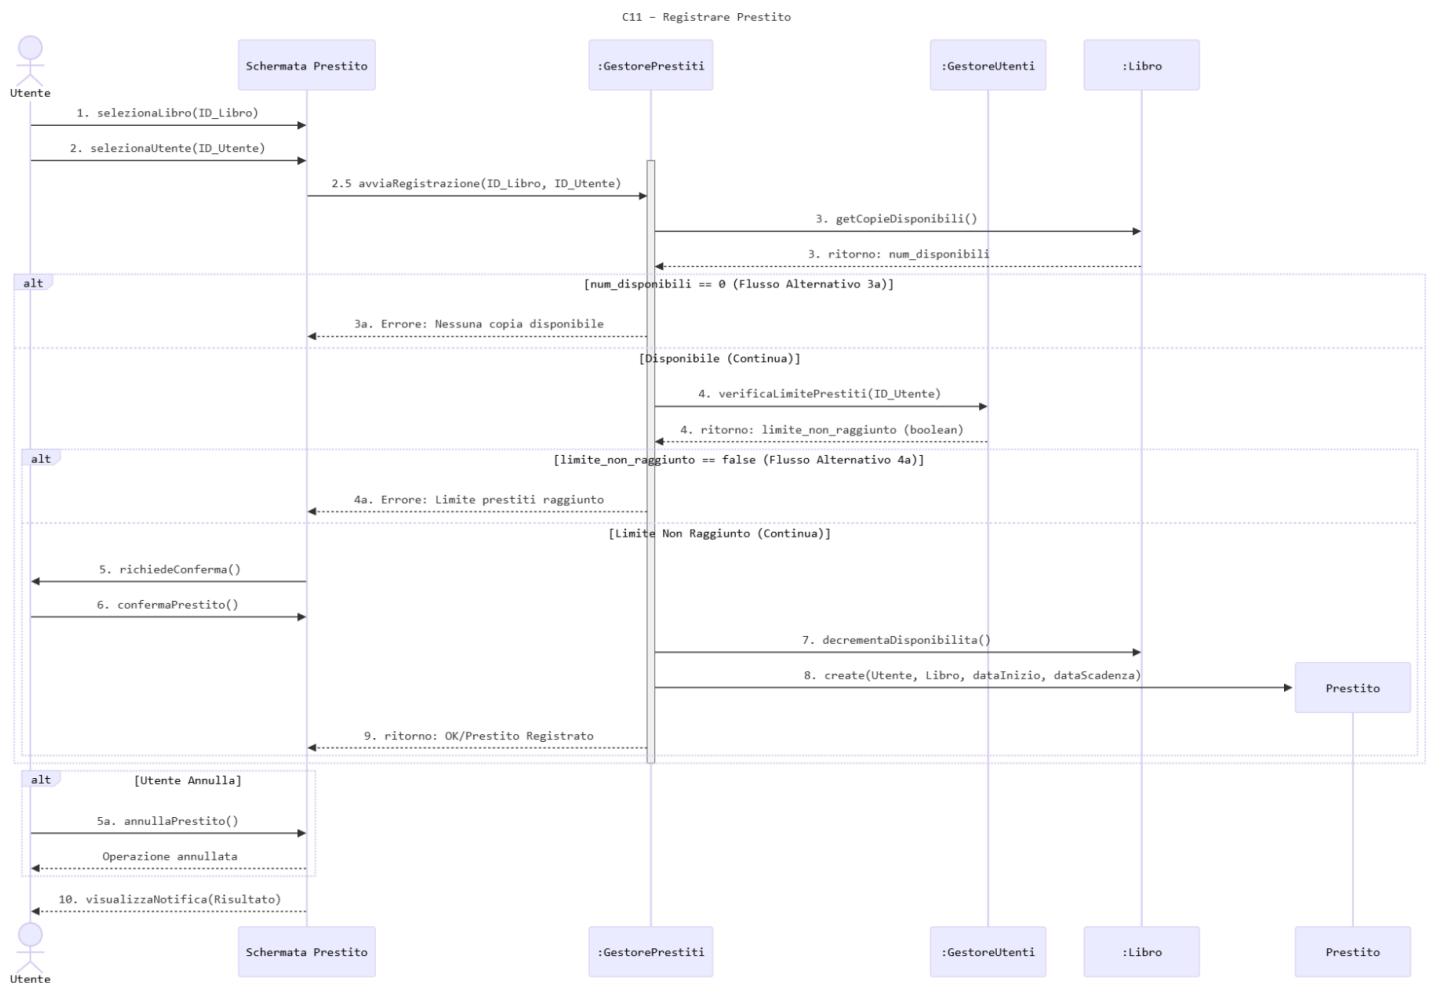 C11 – Registrare Prestito
Utente
Schermata Prestito
:GestorePrestiti
:GestoreUtenti
:Libro
1. selezionaLibro(ID_Libro)
2. selezionaUtente(ID_Utente)
2.5 avviaRegistrazione(ID_Libro, ID_Utente)
3. getCopieDisponibili()
3. ritorno: num_disponibili
alt
[num_disponibili == 0 (Flusso Alternativo 3a)]
3a. Errore: Nessuna copia disponibile
[Disponibile (Continua)]
4. verificaLimitePrestiti(ID_Utente)
4. ritorno: limite_non_raggiunto (boolean)
alt
[limite_non_raggiunto == false (Flusso Alternativo 4a)]
4a. Errore: Limite prestiti raggiunto
[Limite Non Raggiunto (Continua)]
5. richiedeConferma()
6. confermaPrestito()
7. decrementaDisponibilita()
8. create(Utente, Libro, dataInizio, dataScadenza)
Prestito
9. ritorno: OK/Prestito Registrato
alt
[Utente Annulla]
5a. annullaPrestito()
Operazione annullata
10. visualizzaNotifica(Risultato)
Utente
Schermata Prestito
:GestorePrestiti
:GestoreUtenti
:Libro
Prestito